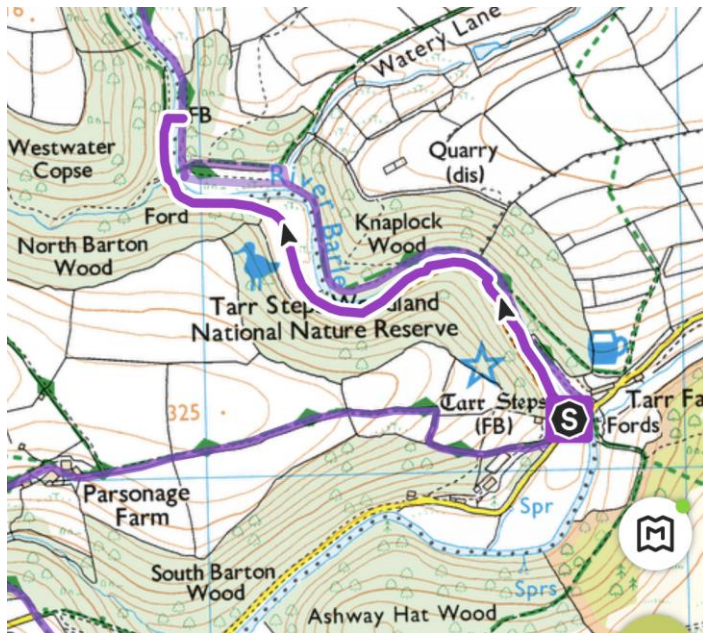 Watery Lane
FB
Westwater
Copse
Quarry
(dis)
River Barle
Ford
Knaplock
Wood
North Barton
Wood
Tarr Steps Woodland
National Nature Reserve
325
Tarr Steps
(FB)
S
Tarr Fa
Fords
Parsonage
Farm
Spr
M
South Barton
Wood
Sprs
Ashway Hat Wood